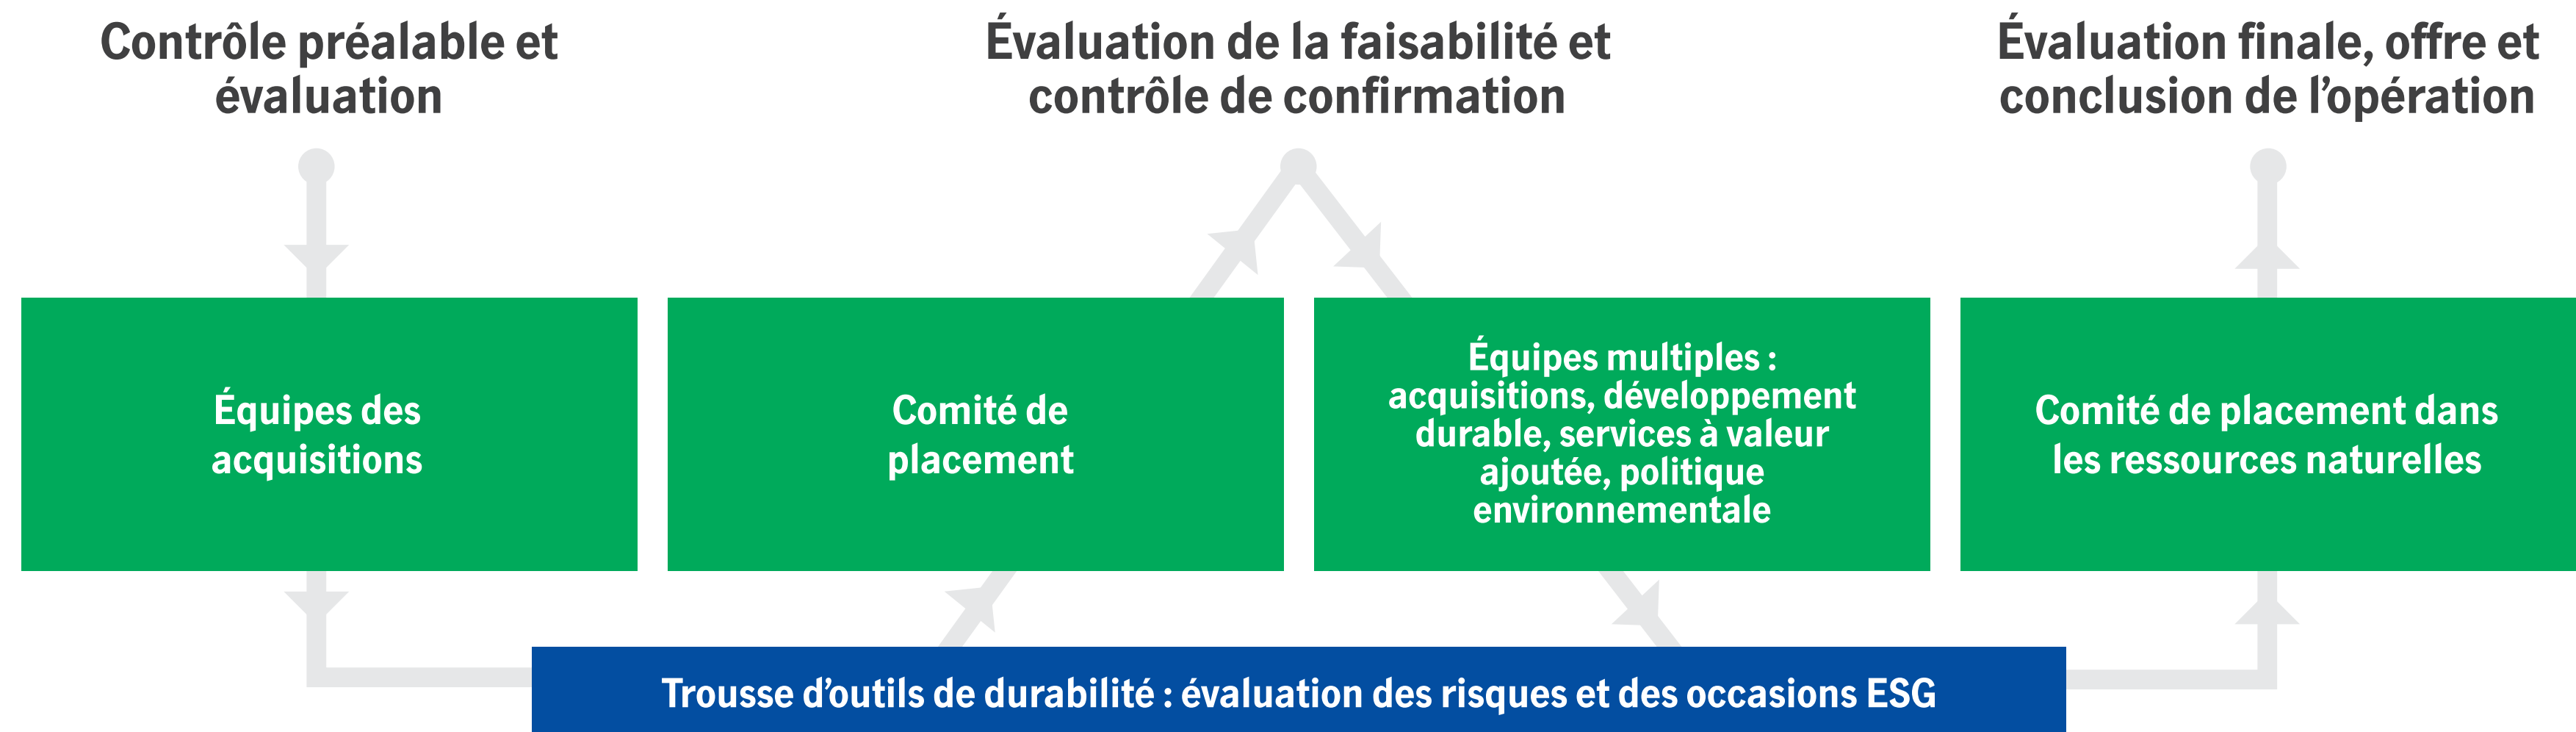 Contrôle préalable et
évaluation
Évaluation de la faisabilité et
contrôle de confirmation
Évaluation finale, offre et
conclusion de l’opération
Équipes des
acquisitions
Comité de
placement
Équipes multiples :
acquisitions, développement
durable, services à valeur
ajoutée, politique
environnementale
Comité de placement dans
les ressources naturelles
Trousse d’outils de durabilité : évaluation des risques et des occasions ESG